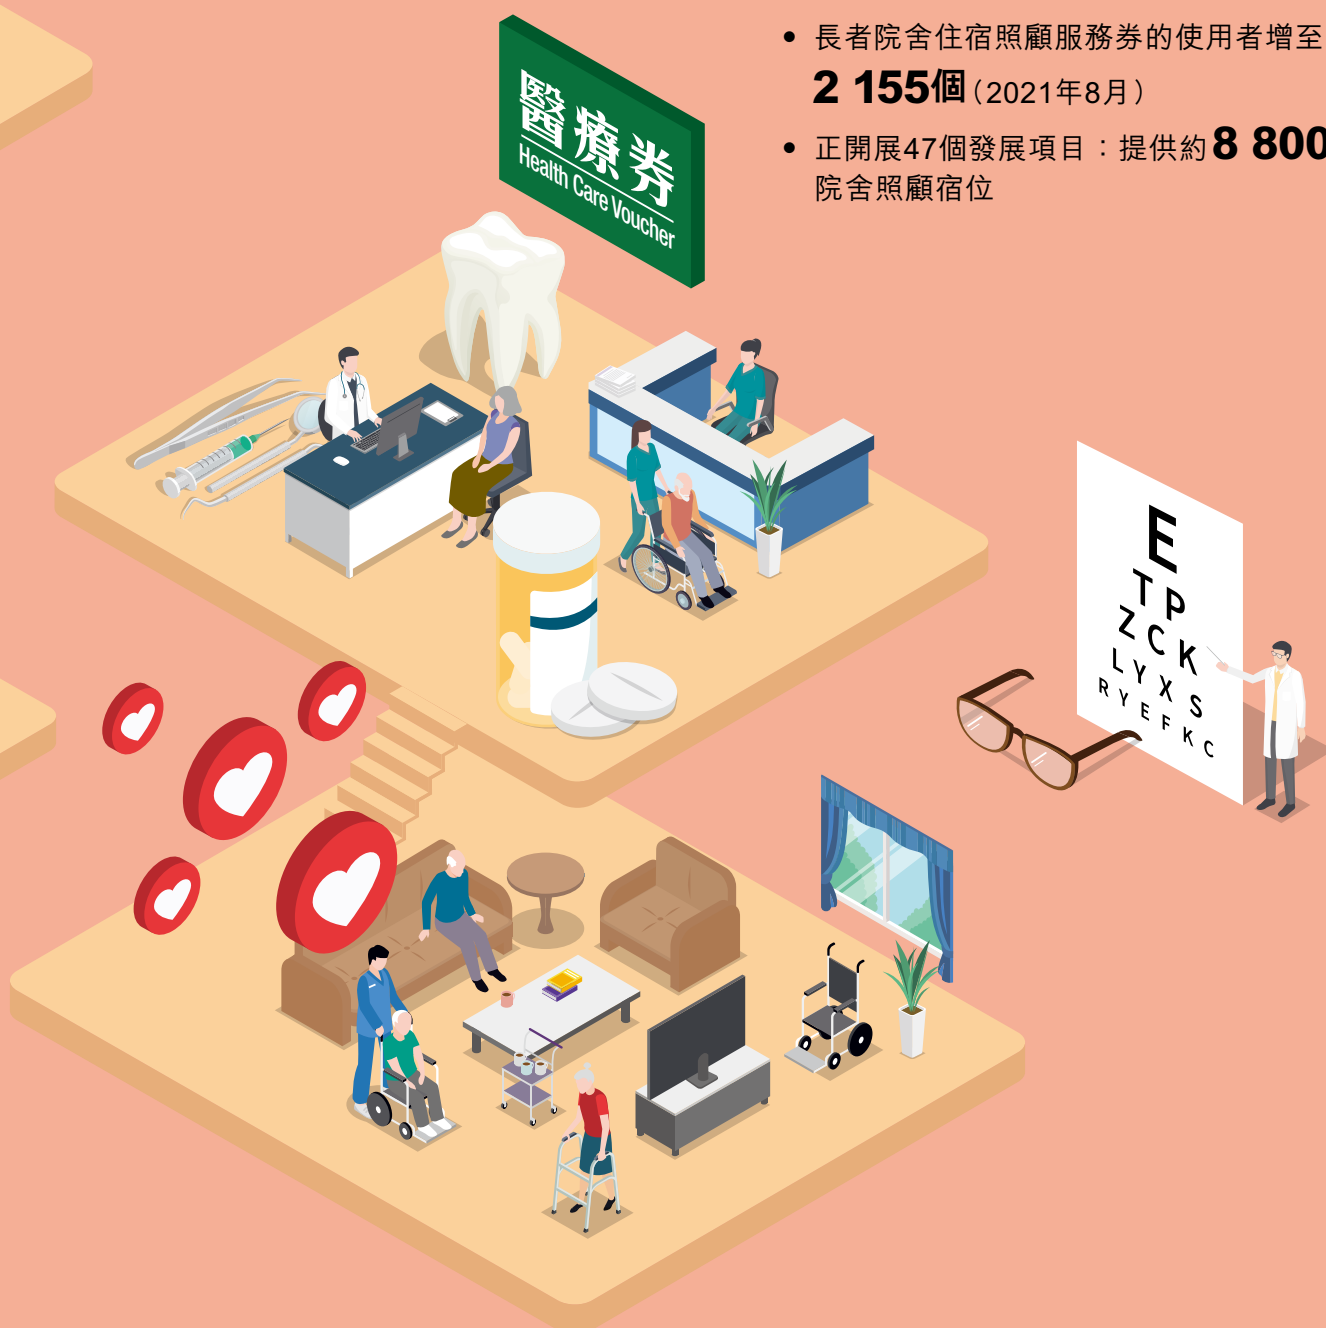 長者院舍住宿照顧服務券的使用者增至
2 155個（2021年8月）
正開展47個發展項目：提供約8 800
院舍照顧宿位
醫療券
Health Care Voucher
E
T P
Z C K
L Y X S
R Y E F K C